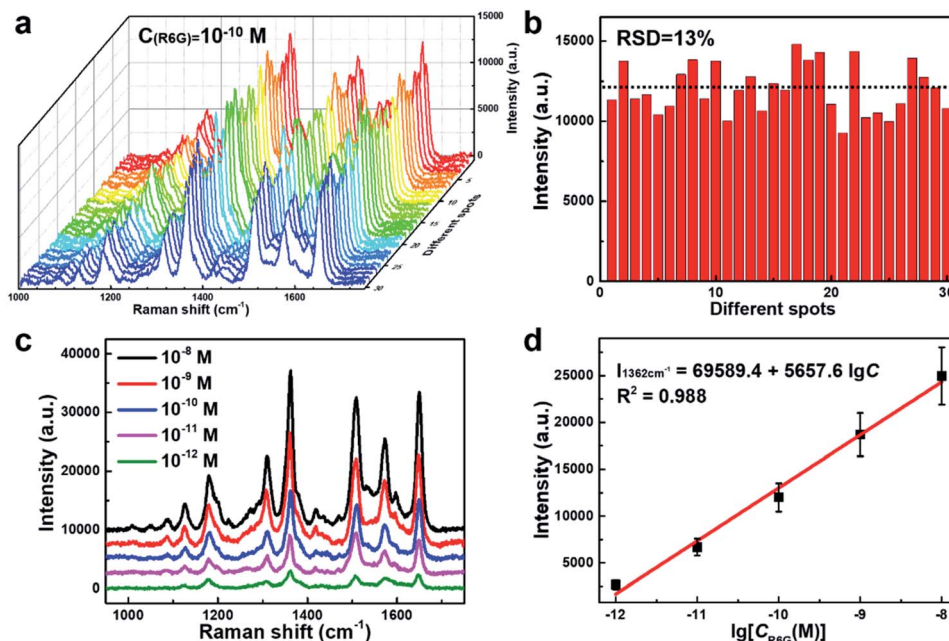 a
C(R6G)=10-10 M
15000
10000
5000
0
Intensity (a.u.)
5
10
15
20
25
30
Different spots
1000
1200
1400
1600
Raman shift (cm-1)
b
RSD=13%
15000
10000
5000
0
Intensity (a.u.)
0
10
20
30
Different spots
c
10-8 M
10-9 M
10-10 M
10-11 M
10-12 M
40000
30000
20000
10000
0
Intensity (a.u.)
1000
1200
1400
1600
Raman shift (cm-1)
d
I1362cm-1 = 69589.4 + 5657.6 lgC
R2 = 0.988
25000
20000
15000
10000
5000
0
Intensity (a.u.)
-12
-11
-10
-9
-8
lg[CR6G(M)]